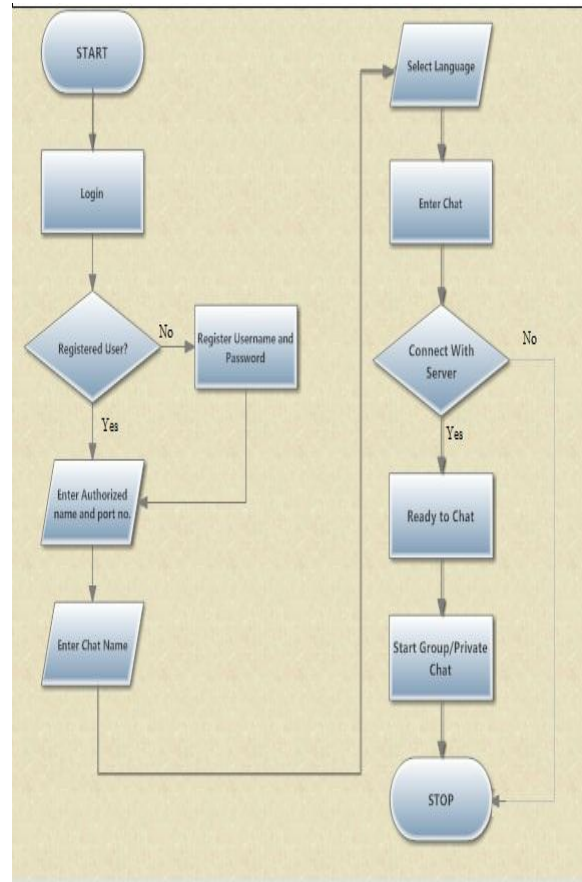 START
Login
Registered User?
No
Register Username and
Password
Yes
Enter Authorized
name and port no.
Enter Chat Name
Select Language
Enter Chat
Connect With
Server
No
Yes
Ready to Chat
Start Group/Private
Chat
STOP